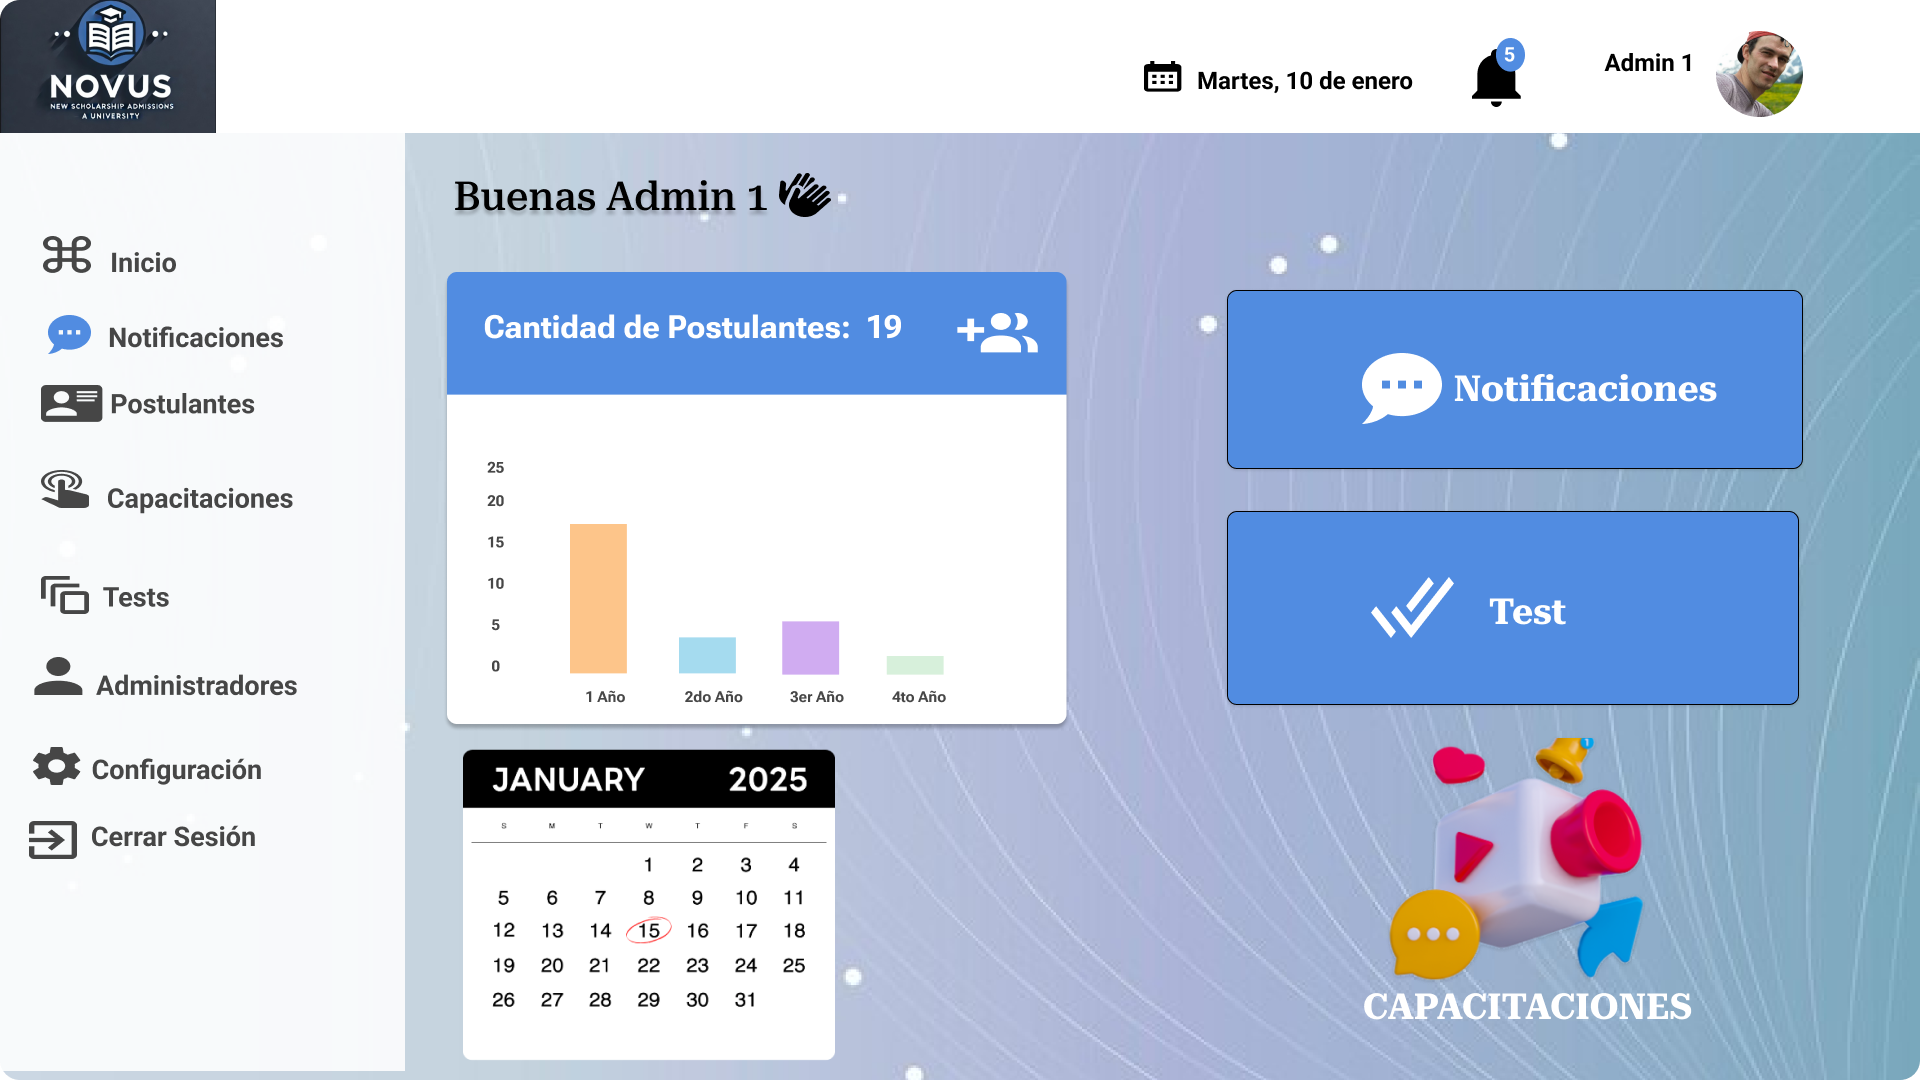 NOVUS
NEW SCHOLARSHIP ADMISSIONS
A UNIVERSITY
Martes, 10 de enero
5
Admin 1
Inicio
Notificaciones
Postulantes
Capacitaciones
Tests
Administradores
Configuración
Cerrar Sesión
Buenas Admin 1
Cantidad de Postulantes: 19
25
20
15
10
5
0
1 Año 2do Año 3er Año 4to Año
Notificaciones
Test
JANUARY 2025
S M T W T F S
1 2 3 4
5 6 7 8 9 10 11
12 13 14 15 16 17 18
19 20 21 22 23 24 25
26 27 28 29 30 31
1
CAPACITACIONES